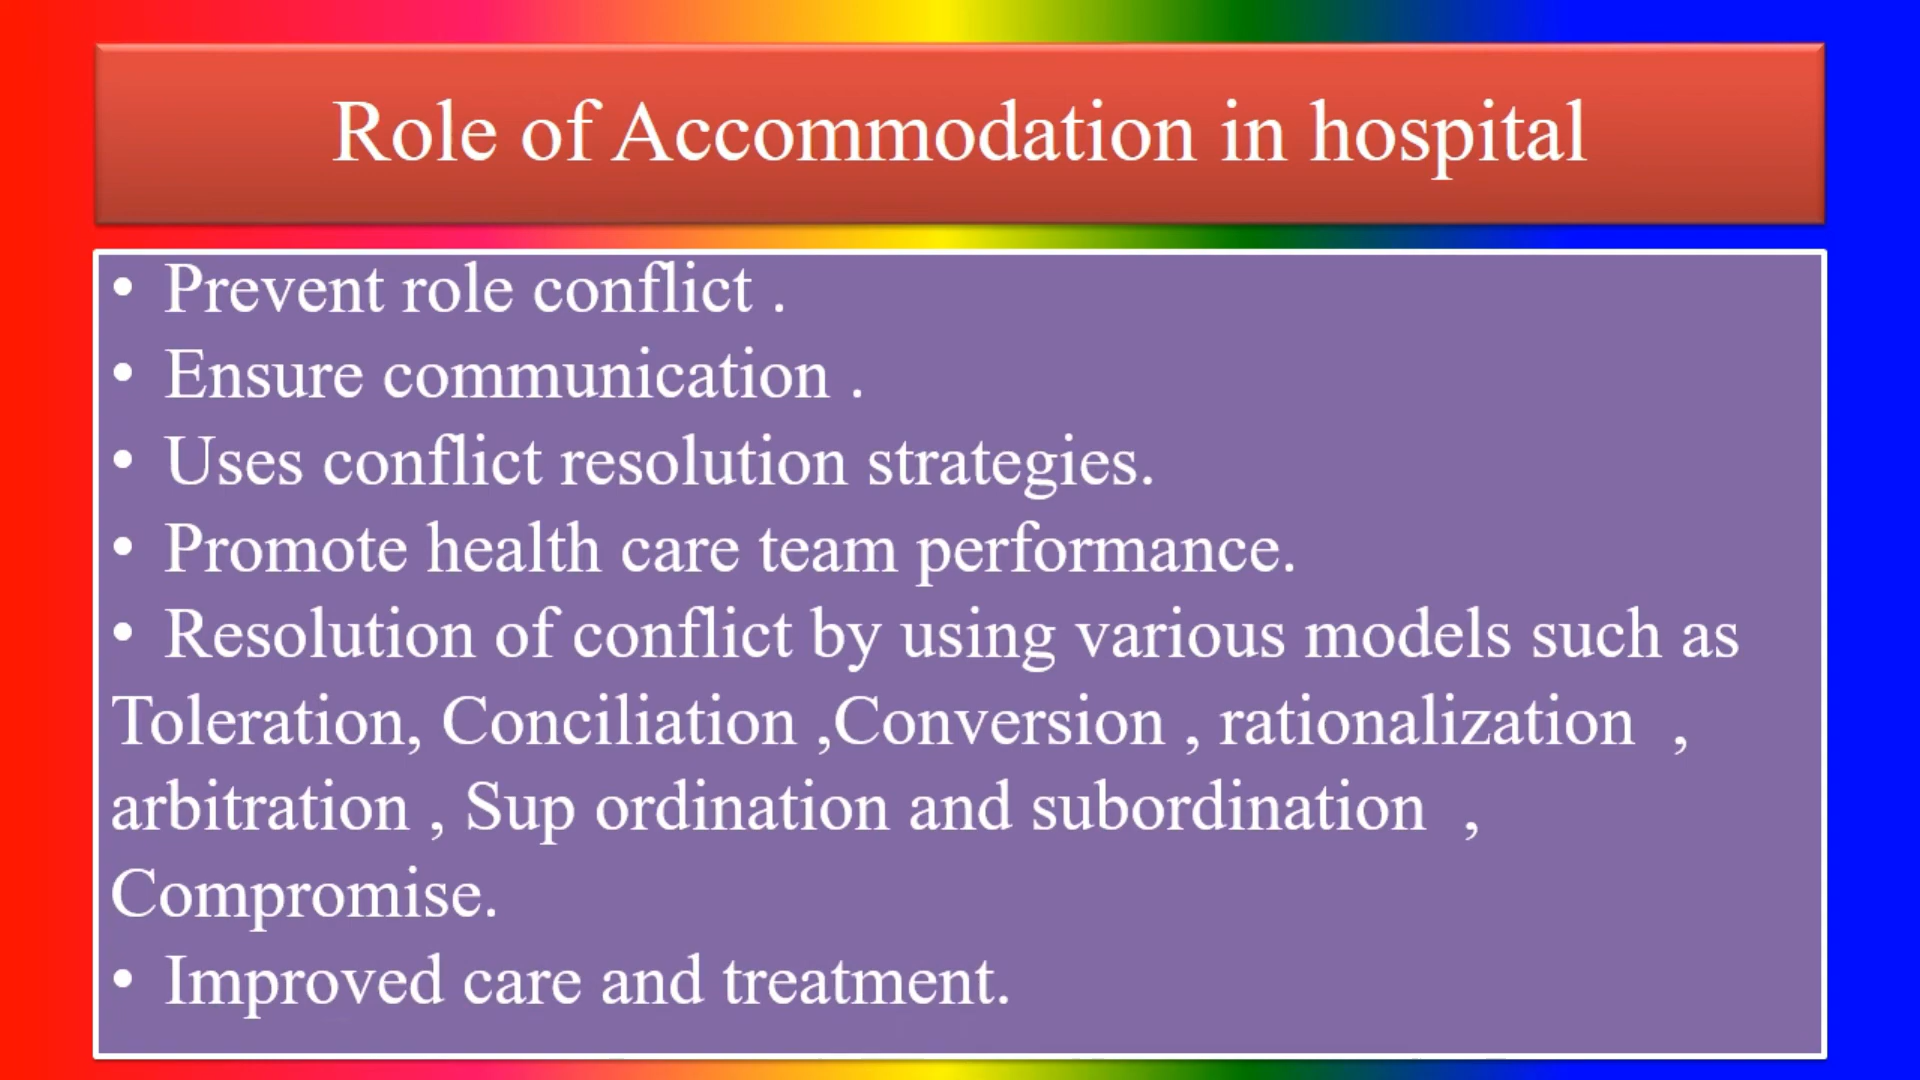 Role of Accommodation in hospital
• Prevent role conflict .
• Ensure communication .
• Uses conflict resolution strategies.
• Promote health care team performance.
• Resolution of conflict by using various models such as
Toleration, Conciliation ,Conversion , rationalization  ,
arbitration , Sup ordination and subordination  ,
Compromise.
• Improved care and treatment.